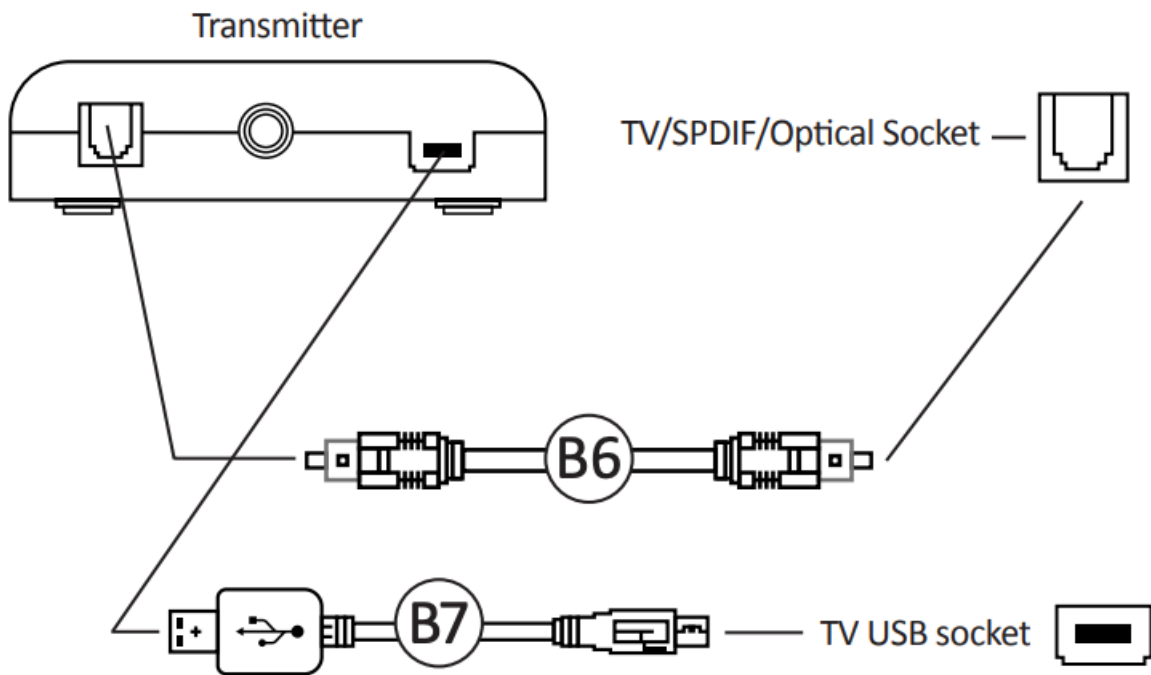 Transmitter
TV/SPDIF/Optical Socket
B6
B7
TV USB socket